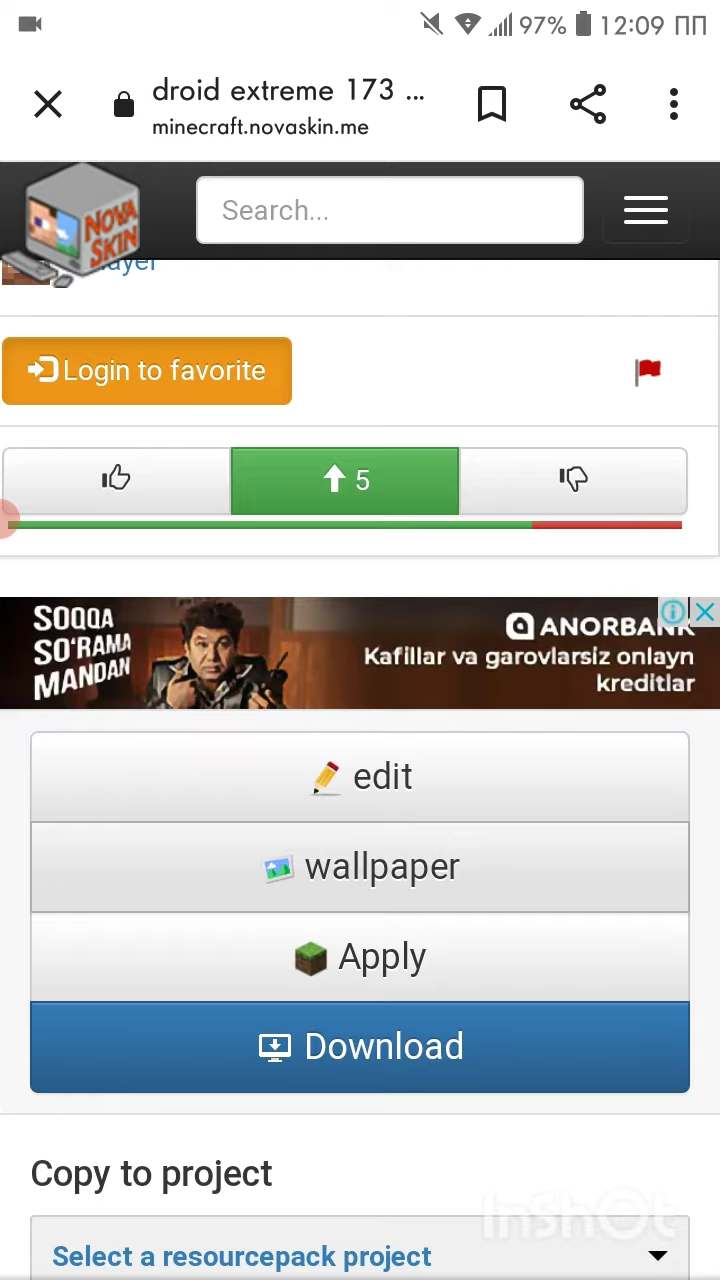 97% 12:09 ПП
droid extreme 173 ...
minecraft.novaskin.me
NOVA
SKIN
Search...
Login to favorite
5
SOQQA
SO'RAMA
MANDAN
ANORBANK
Kafillar va garovlarsiz onlayn
kreditlar
edit
wallpaper
Apply
Download
Copy to project
InShOt
Select a resourcepack project